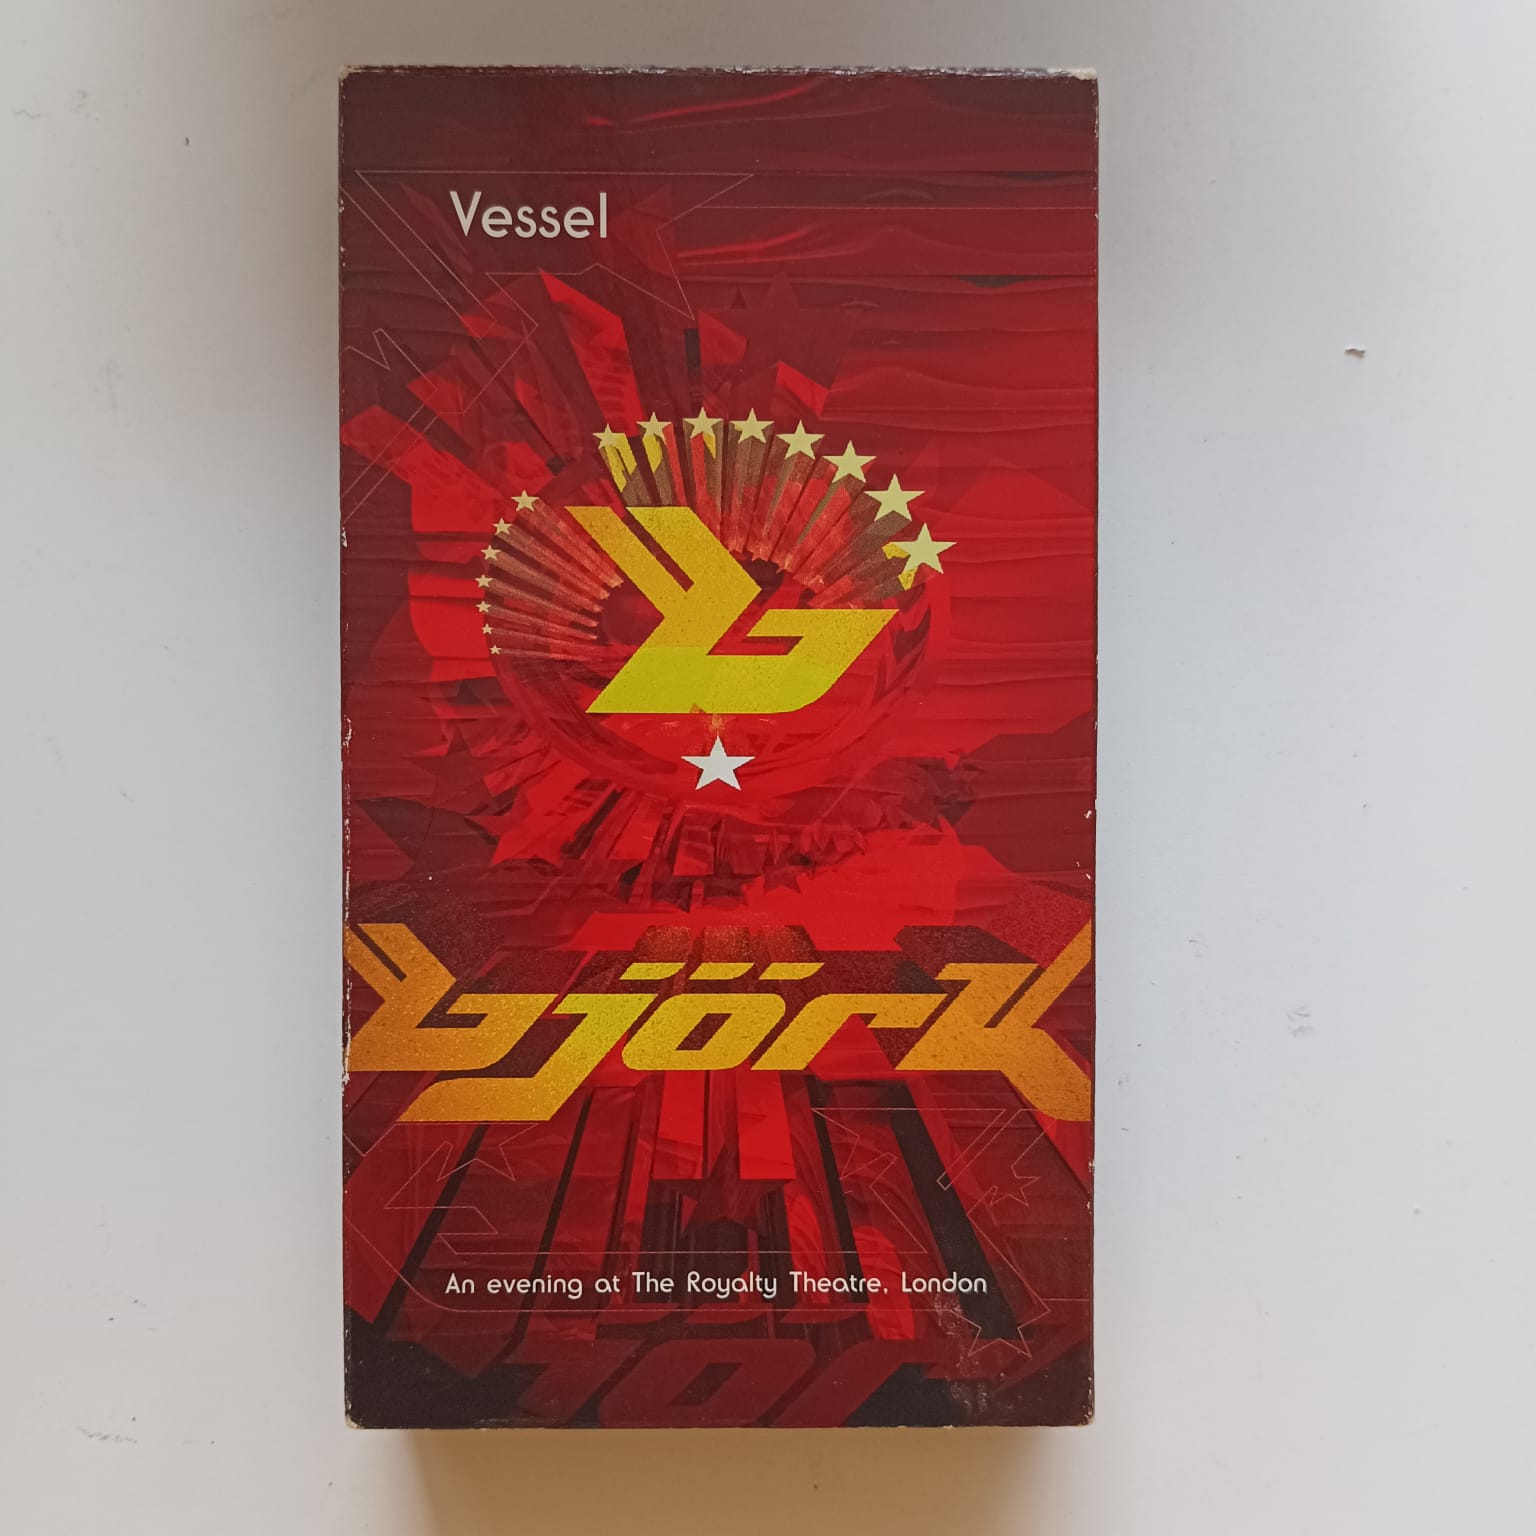 Vessel
b
björk
An evening at The Royalty Theatre, London